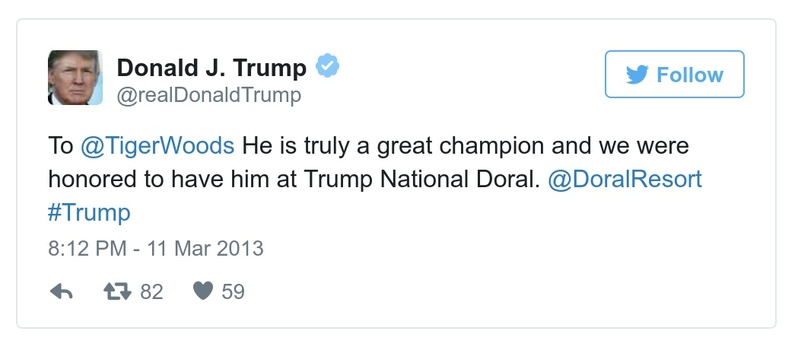 Donald J. Trump
@realDonaldTrump
Follow
To @TigerWoods He is truly a great champion and we were
honored to have him at Trump National Doral. @DoralResort
#Trump
8:12 PM - 11 Mar 2013
82 59